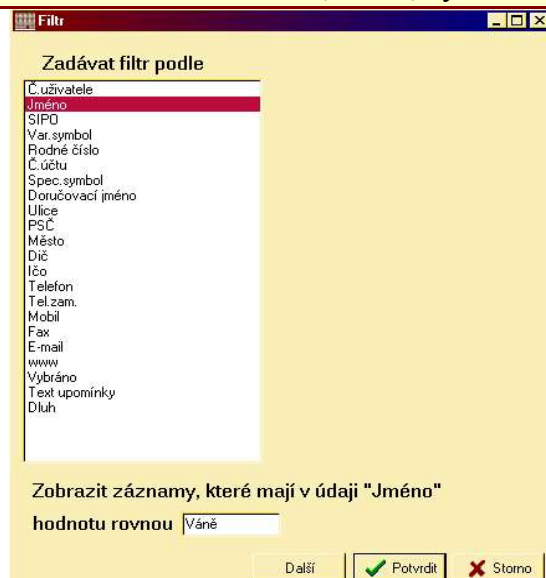 Filtr
Zadávat filtr podle
Č.uživatele
Jméno
SIPO
Var.symbol
Rodné číslo
Č.účtu
Spec.symbol
Doručovací jméno
Ulice
PSČ
Město
Dič
Ičo
Telefon
Tel.zam.
Mobil
Fax
E-mail
www
Vybráno
Text upomínky
Dluh
Zobrazit záznamy, které mají v údaji "Jméno"
hodnotu rovnou Váně
Další Potvrdit Storno